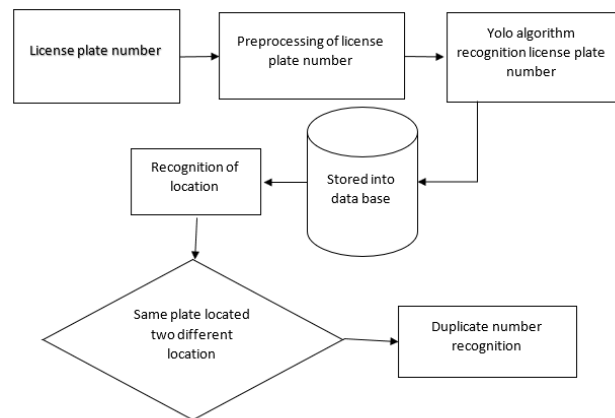 License plate number
Preprocessing of license
plate number
Yolo algorithm
recognition license plate
number
Stored into
data base
Recognition of
location
Same plate located
two different
location
Duplicate number
recognition